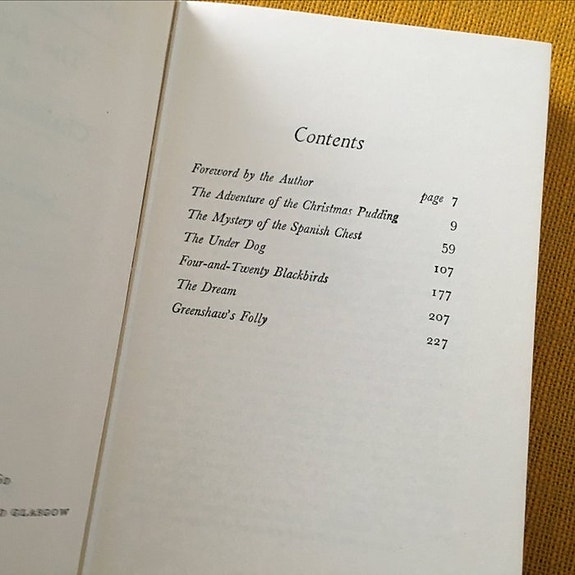 Contents
Foreword by the Author page 7
The Adventure of the Christmas Pudding 9
The Mystery of the Spanish Chest 59
The Under Dog 107
Four-and-Twenty Blackbirds 177
The Dream 207
Greenshaw's Folly 227
GLASGOW